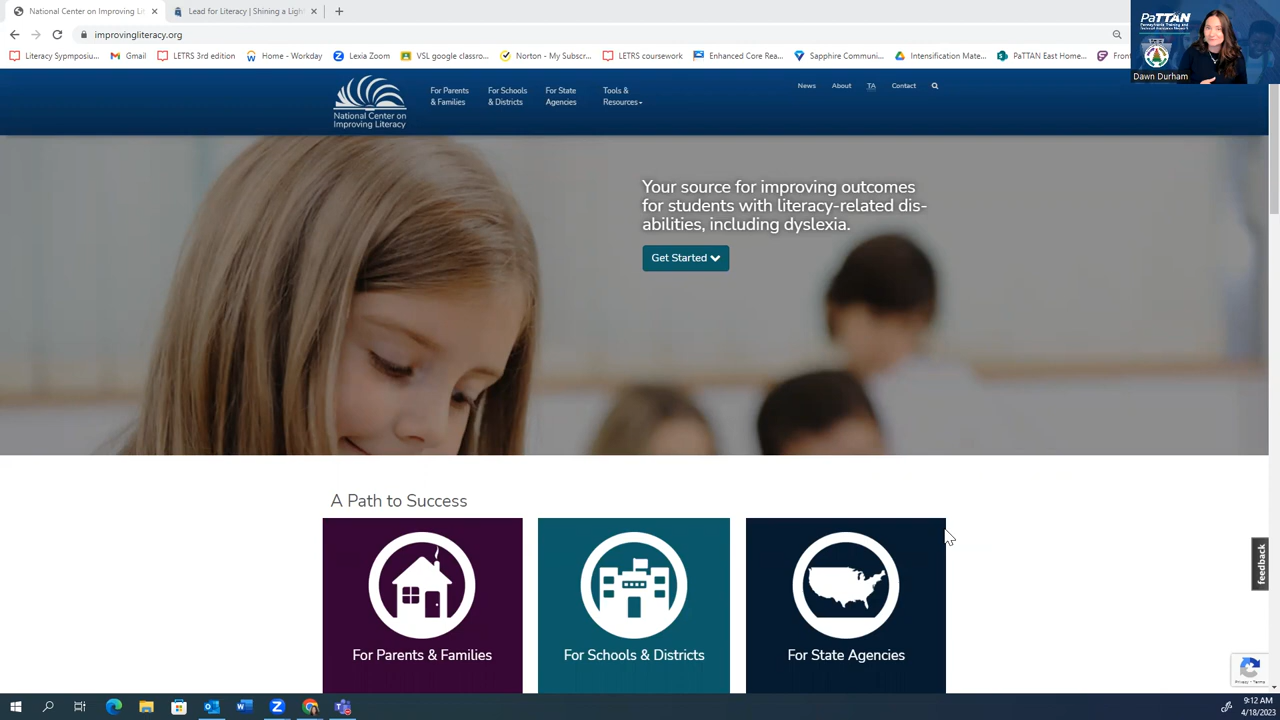 National Center on Improving Li
Lead for Literacy | Shining a Ligh
improvingliteracy.org
Literacy Sypmposiu...
Gmail
LETRS 3rd edition
Home - Workday
Lexia Zoom
VSL google classro...
Norton - My Subscr...
LETRS coursework
Enhanced Core Rea...
Sapphire Communi...
Intensification Mate...
PaTTAN East Home...
Front
PaTTAN
Dawn Durham
National Center on
Improving Literacy
For Parents
& Families
For Schools
& Districts
For State
Agencies
Tools &
Resources
News
About
TA
Contact
Your source for improving outcomes
for students with literacy-related dis-
abilities, including dyslexia.
Get Started
A Path to Success
For Parents & Families
For Schools & Districts
For State Agencies
feedback
Privacy - Terms
9:12 AM
4/18/2023